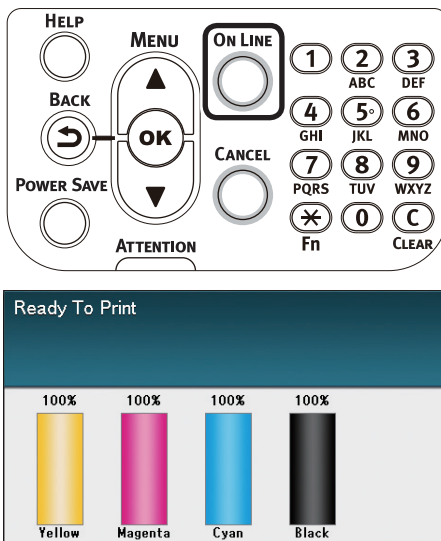 HELP
MENU
ON LINE
1 2 3
ABC DEF
BACK
OK
4 5 6
GHI JKL MNO
CANCEL
7 8 9
PQRS TUV WXYZ
POWER SAVE
0 C
Fn CLEAR
ATTENTION
Ready To Print
100% 100% 100% 100%
Yellow Magenta Cyan Black